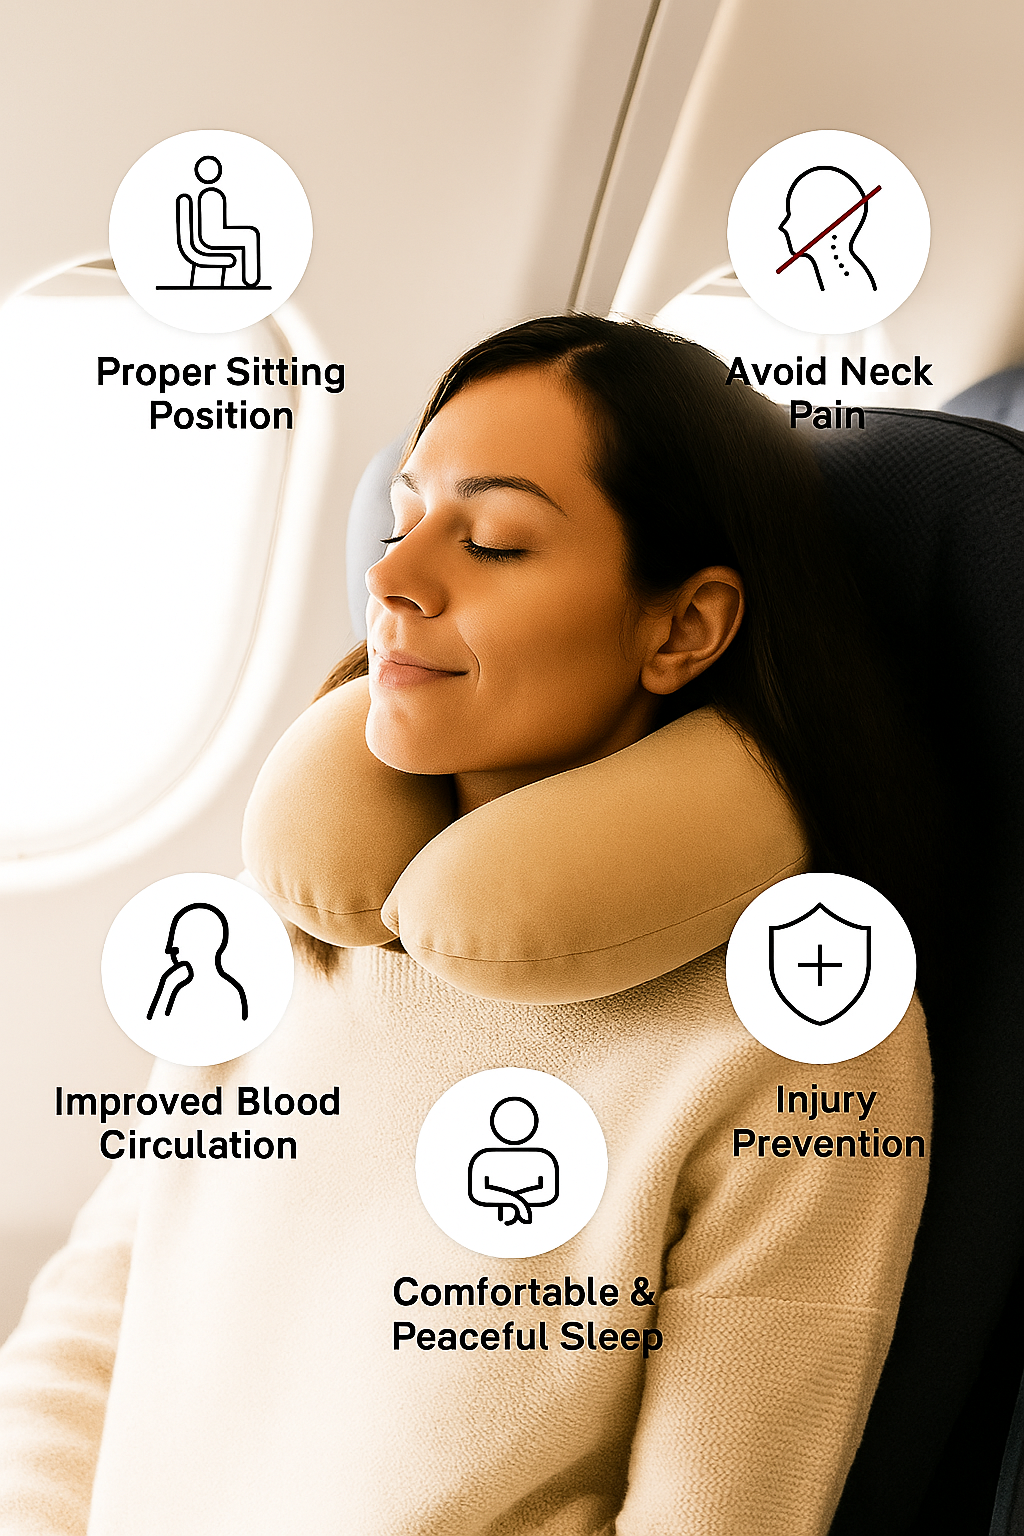 Proper Sitting
Position
Avoid Neck
Pain
Improved Blood
Circulation
Injury
Prevention
Comfortable &
Peaceful Sleep